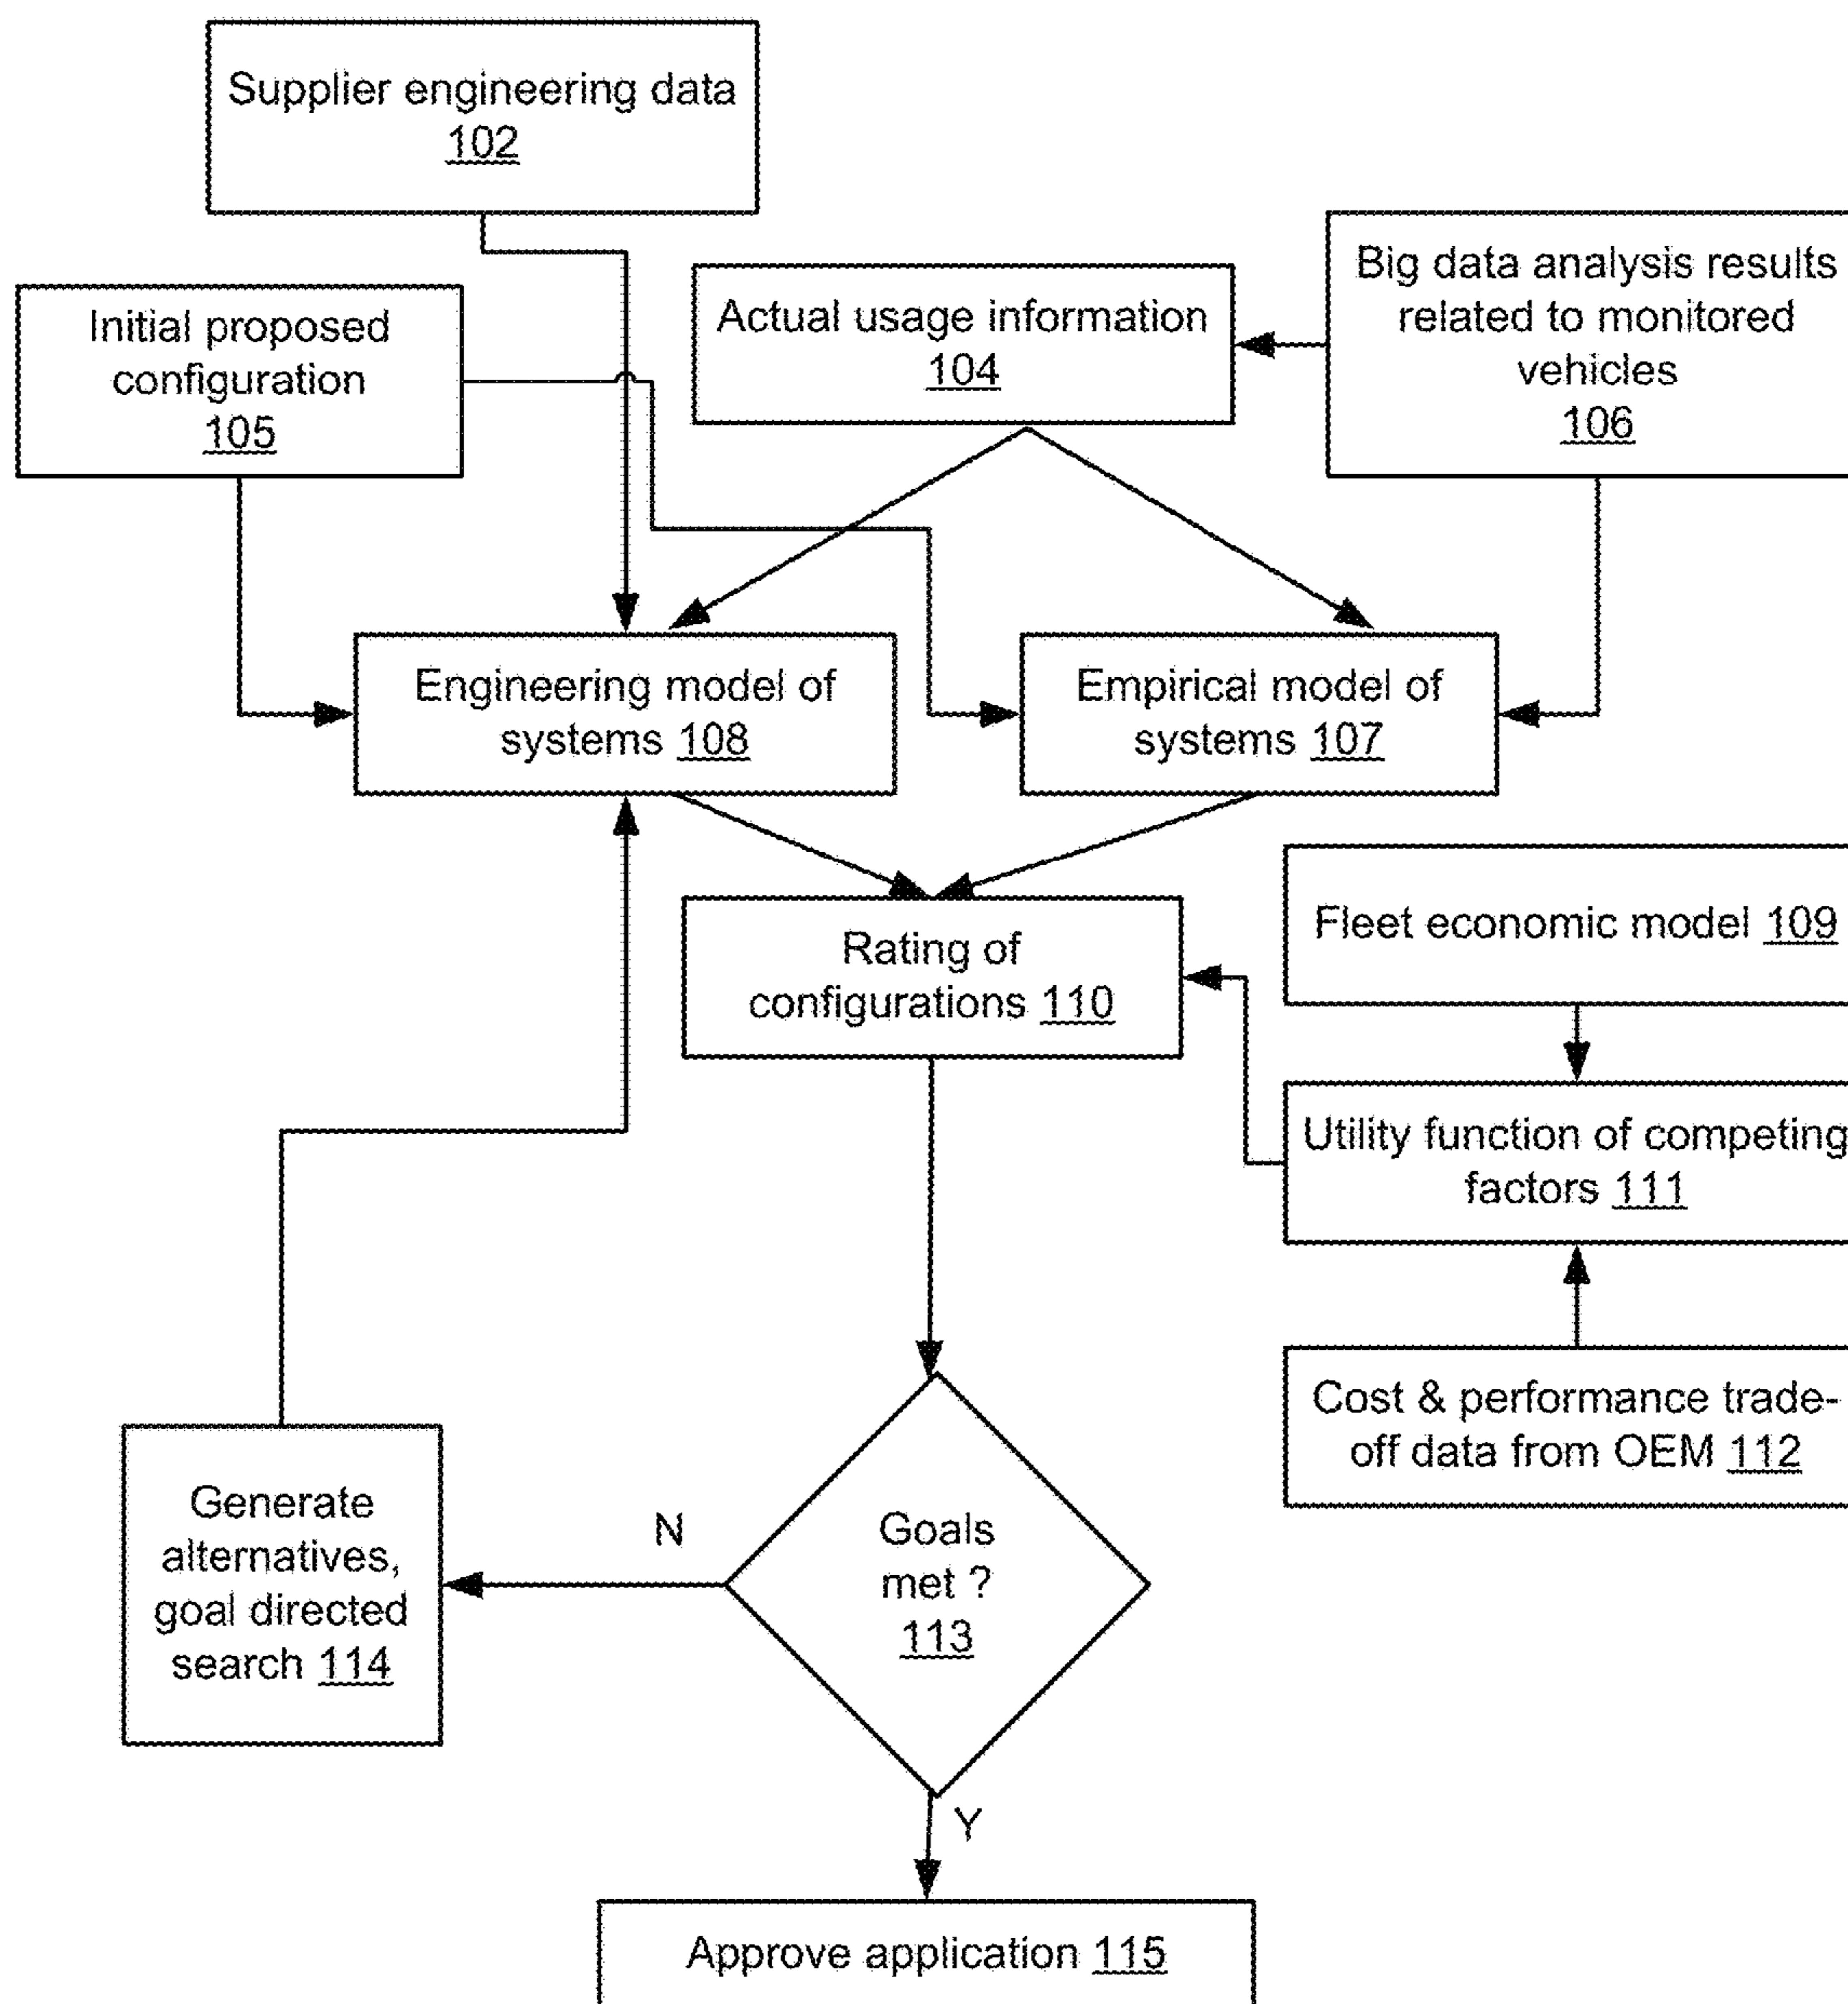 Supplier engineering data
102
Initial proposed
configuration
105
Actual usage information
104
Big data analysis results
related to monitored
vehicles
106
Engineering model of
systems 108
Empirical model of
systems 107
Rating of
configurations 110
Fleet economic model 109
Utility function of competing
factors 111
Cost & performance trade-
off data from OEM 112
Generate
alternatives,
goal directed
search 114
N
Goals
met ?
113
Y
Approve application 115